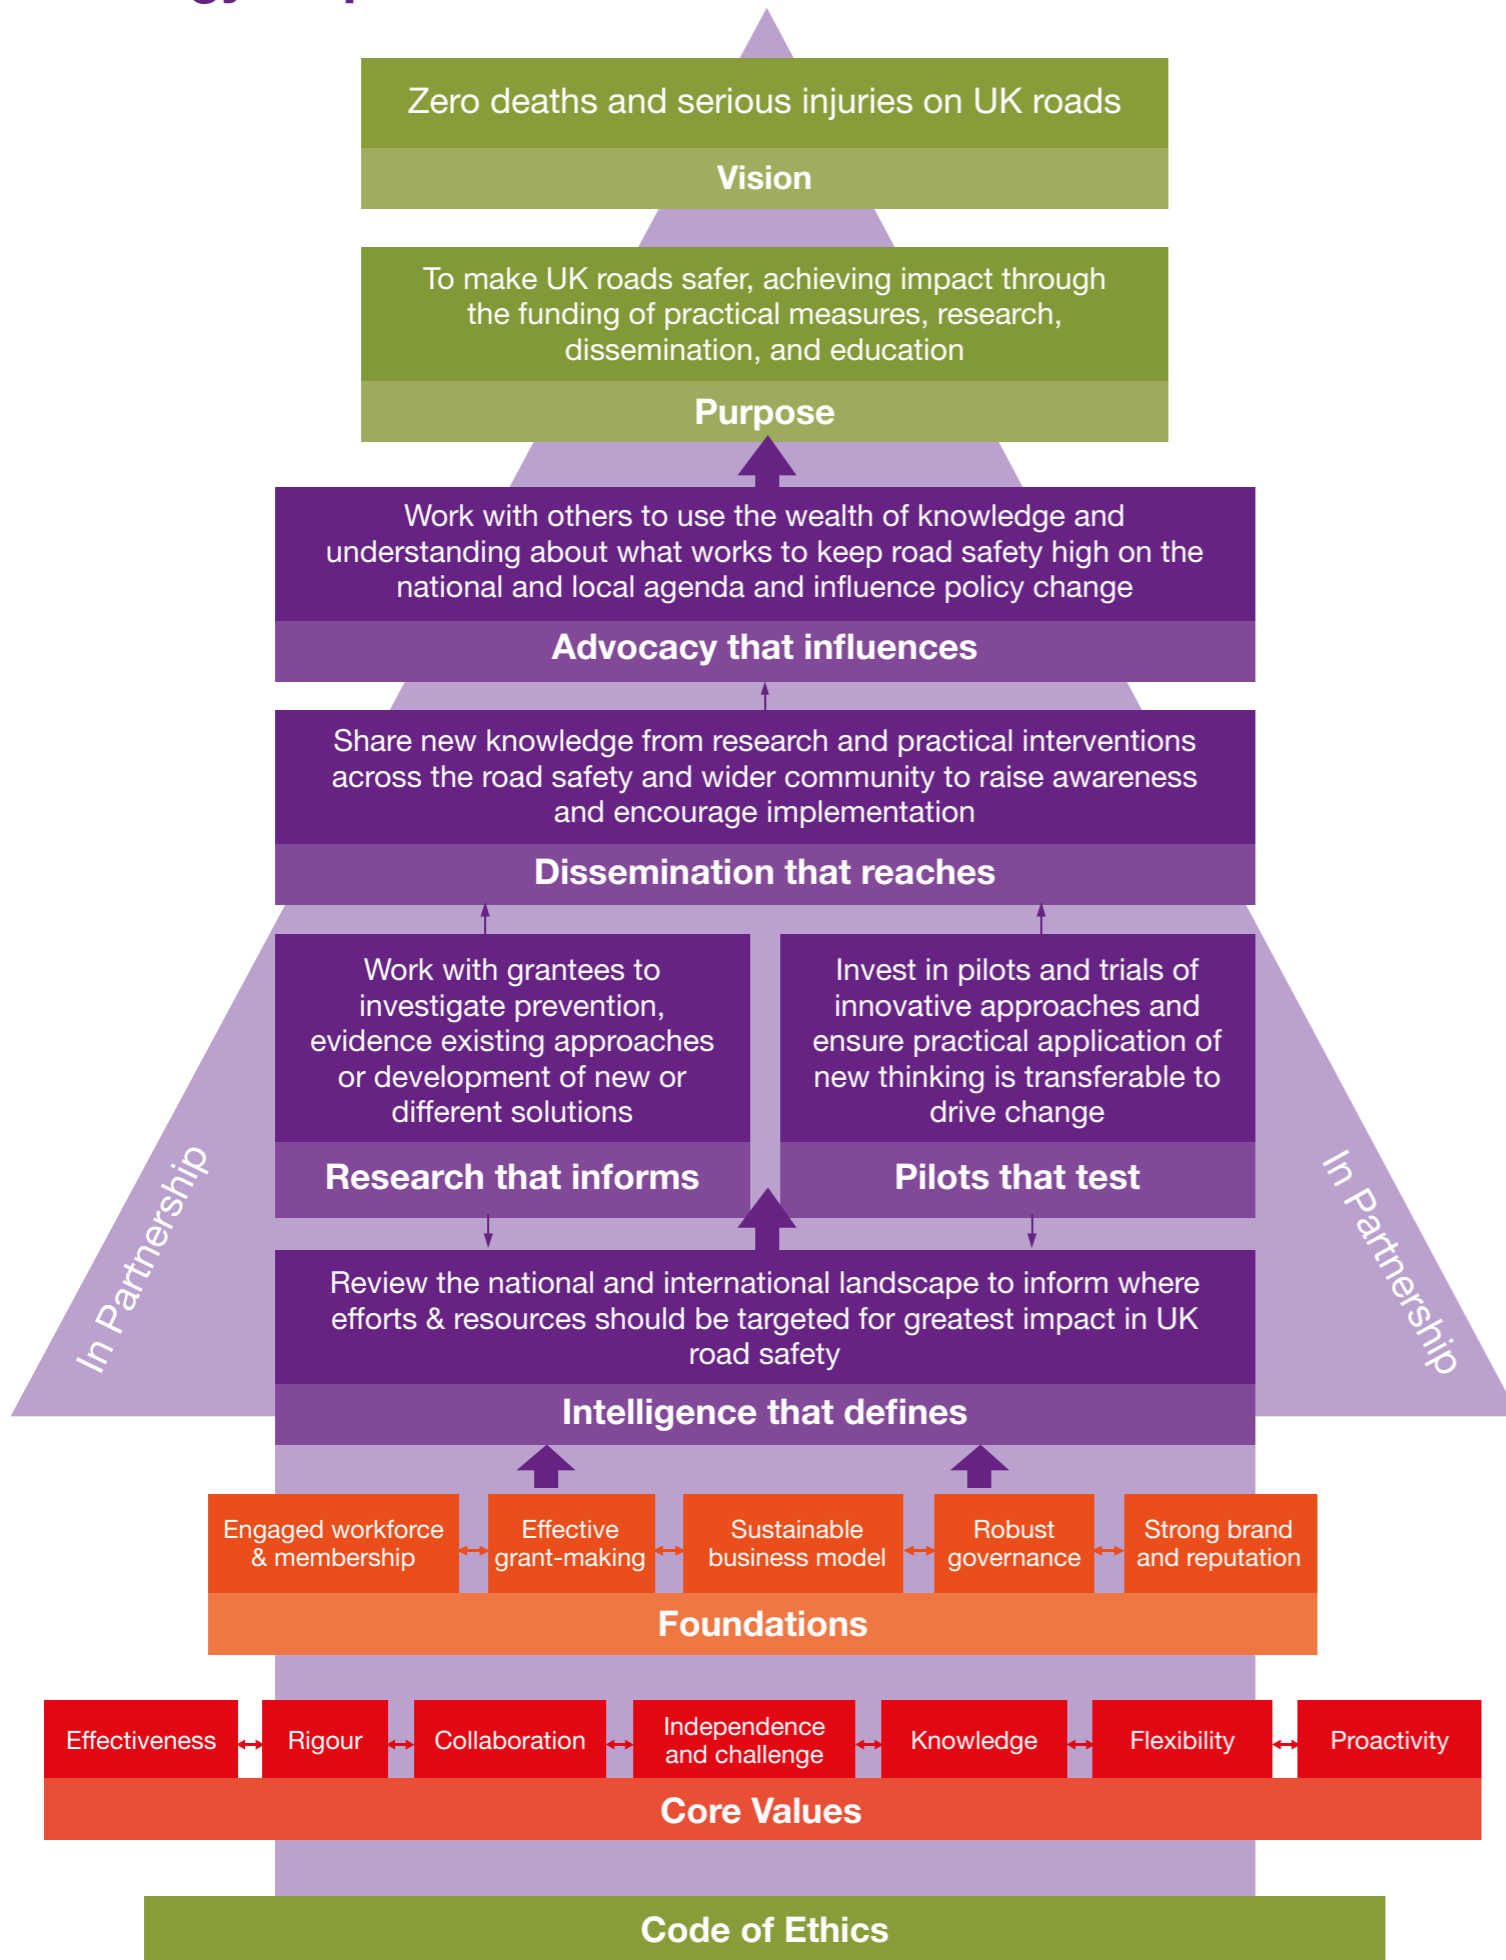 Zero deaths and serious injuries on UK roads
Vision
To make UK roads safer, achieving impact through
the funding of practical measures, research,
dissemination, and education
Purpose
Work with others to use the wealth of knowledge and
understanding about what works to keep road safety high on the
national and local agenda and influence policy change
Advocacy that influences
Share new knowledge from research and practical interventions
across the road safety and wider community to raise awareness
and encourage implementation
Dissemination that reaches
Work with grantees to
investigate prevention,
evidence existing approaches
or development of new or
different solutions
Research that informs
Invest in pilots and trials of
innovative approaches and
ensure practical application of
new thinking is transferable to
drive change
Pilots that test
In Partnership
In Partnership
Review the national and international landscape to inform where
efforts & resources should be targeted for greatest impact in UK
road safety
Intelligence that defines
Engaged workforce
& membership
Effective
grant-making
Sustainable
business model
Robust
governance
Strong brand
and reputation
Foundations
Effectiveness
Rigour
Collaboration
Independence
and challenge
Knowledge
Flexibility
Proactivity
Core Values
Code of Ethics